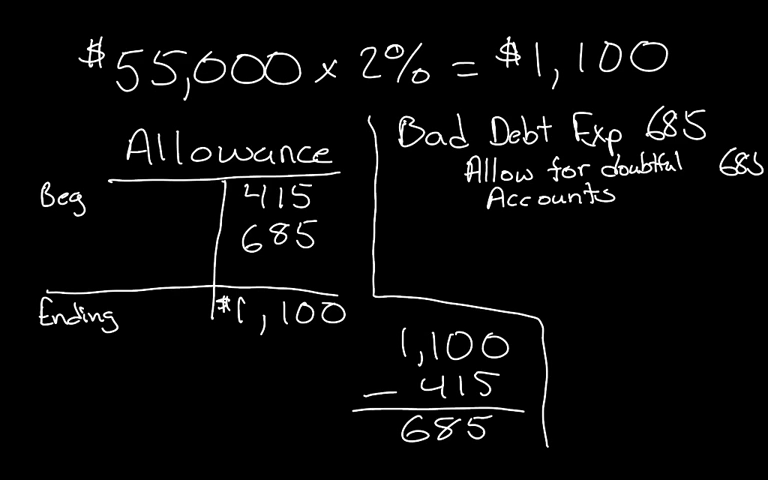 $55,000 x 2% = $1,100
Allowance
Beg 415
685
Ending $1,100
Bad Debt Exp 685
Allow for doubtful 685
Accounts
1,100
- 415
685